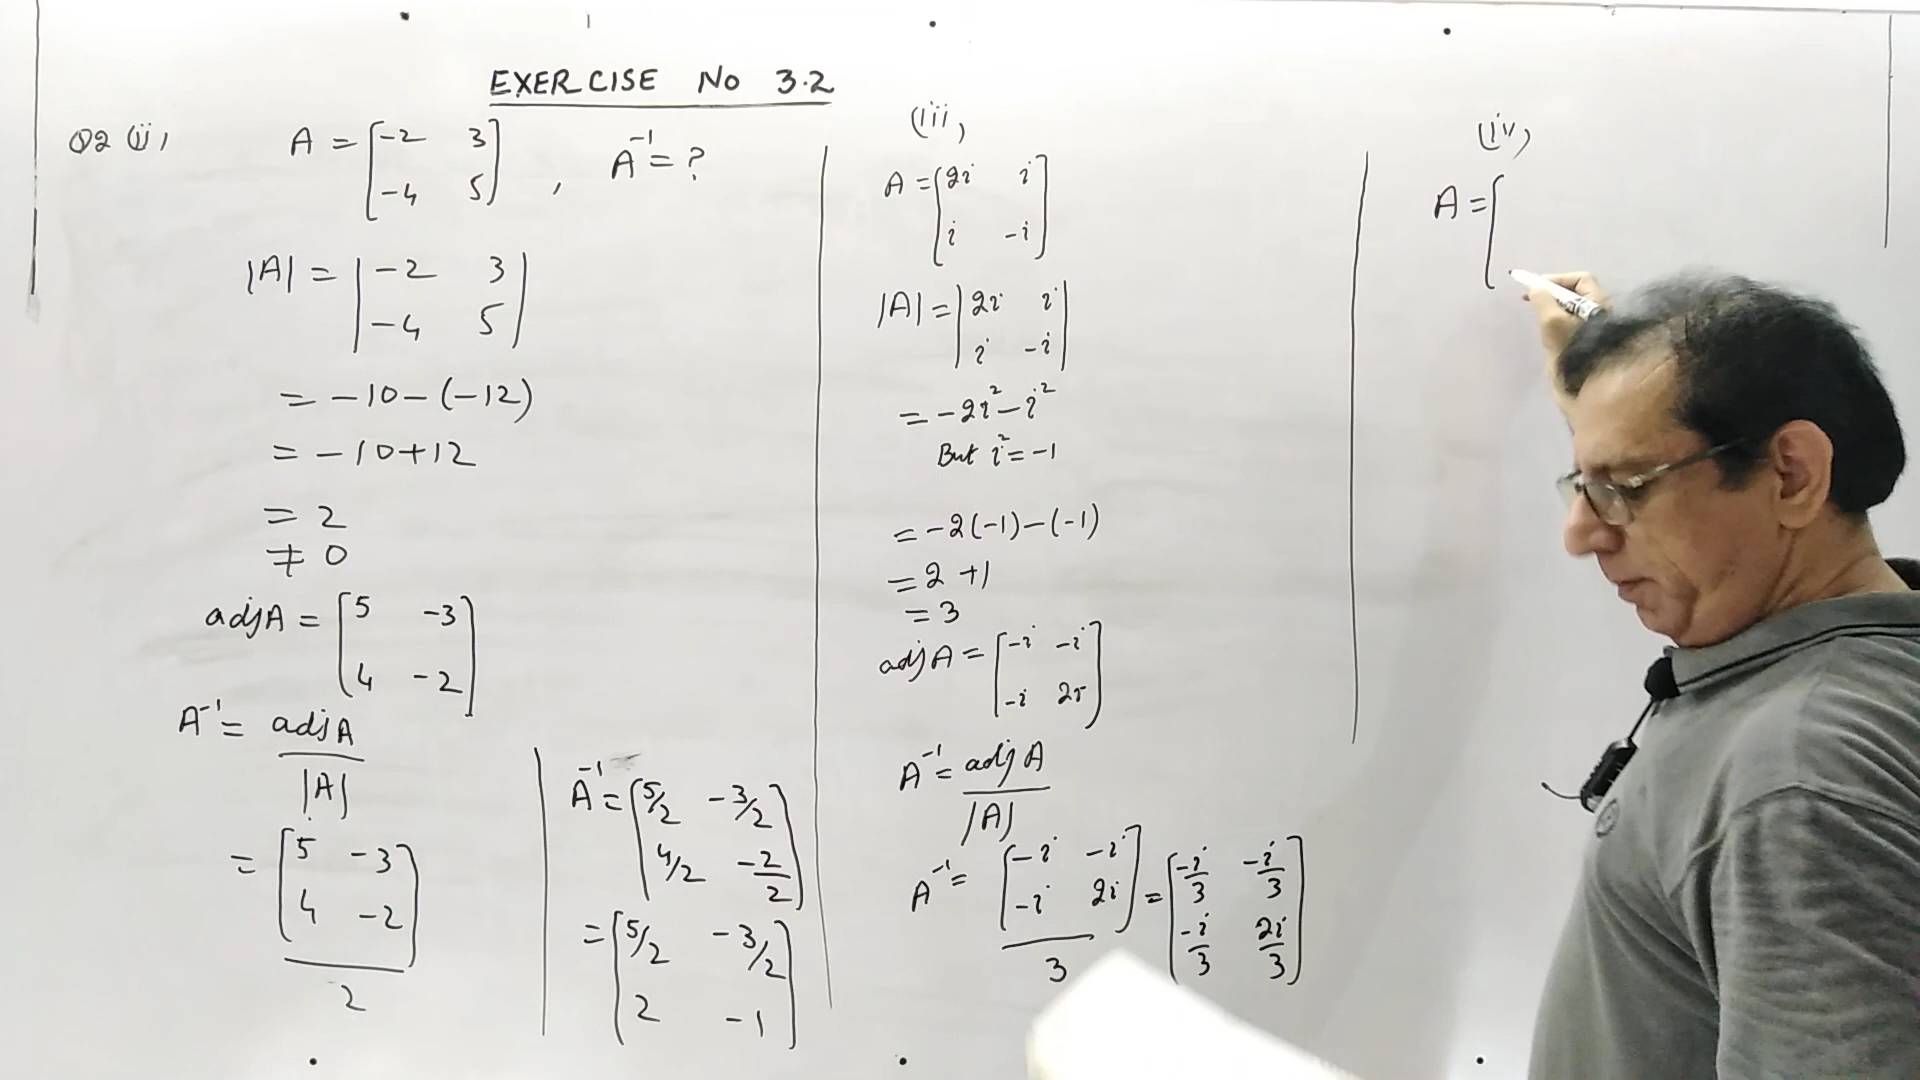 EXERCISE No 3.2
Q2 (ii) A = [-2 3
-4 5] , A⁻¹ = ?
|A| = |-2 3
-4 5|
= -10-(-12)
= -10+12
= 2
≠ 0
adjA = [5 -3
4 -2]
A⁻¹ = adjA
|A|
= [5 -3
4 -2]
2
A⁻¹ = [5/2 -3/2
4/2 -2/2]
= [5/2 -3/2
2 -1]
(iii)
A = [2i i
i -i]
|A| = |2i i
i -i|
= -2i²-i²
But i²=-1
= -2(-1)-(-1)
= 2 +1
= 3
adjA = [-i -i
-i 2i]
A⁻¹ = adjA
|A|
A⁻¹ = [-i -i
-i 2i]
3
= [-i/3 -i/3
-i/3 2i/3]
(iv)
A = [